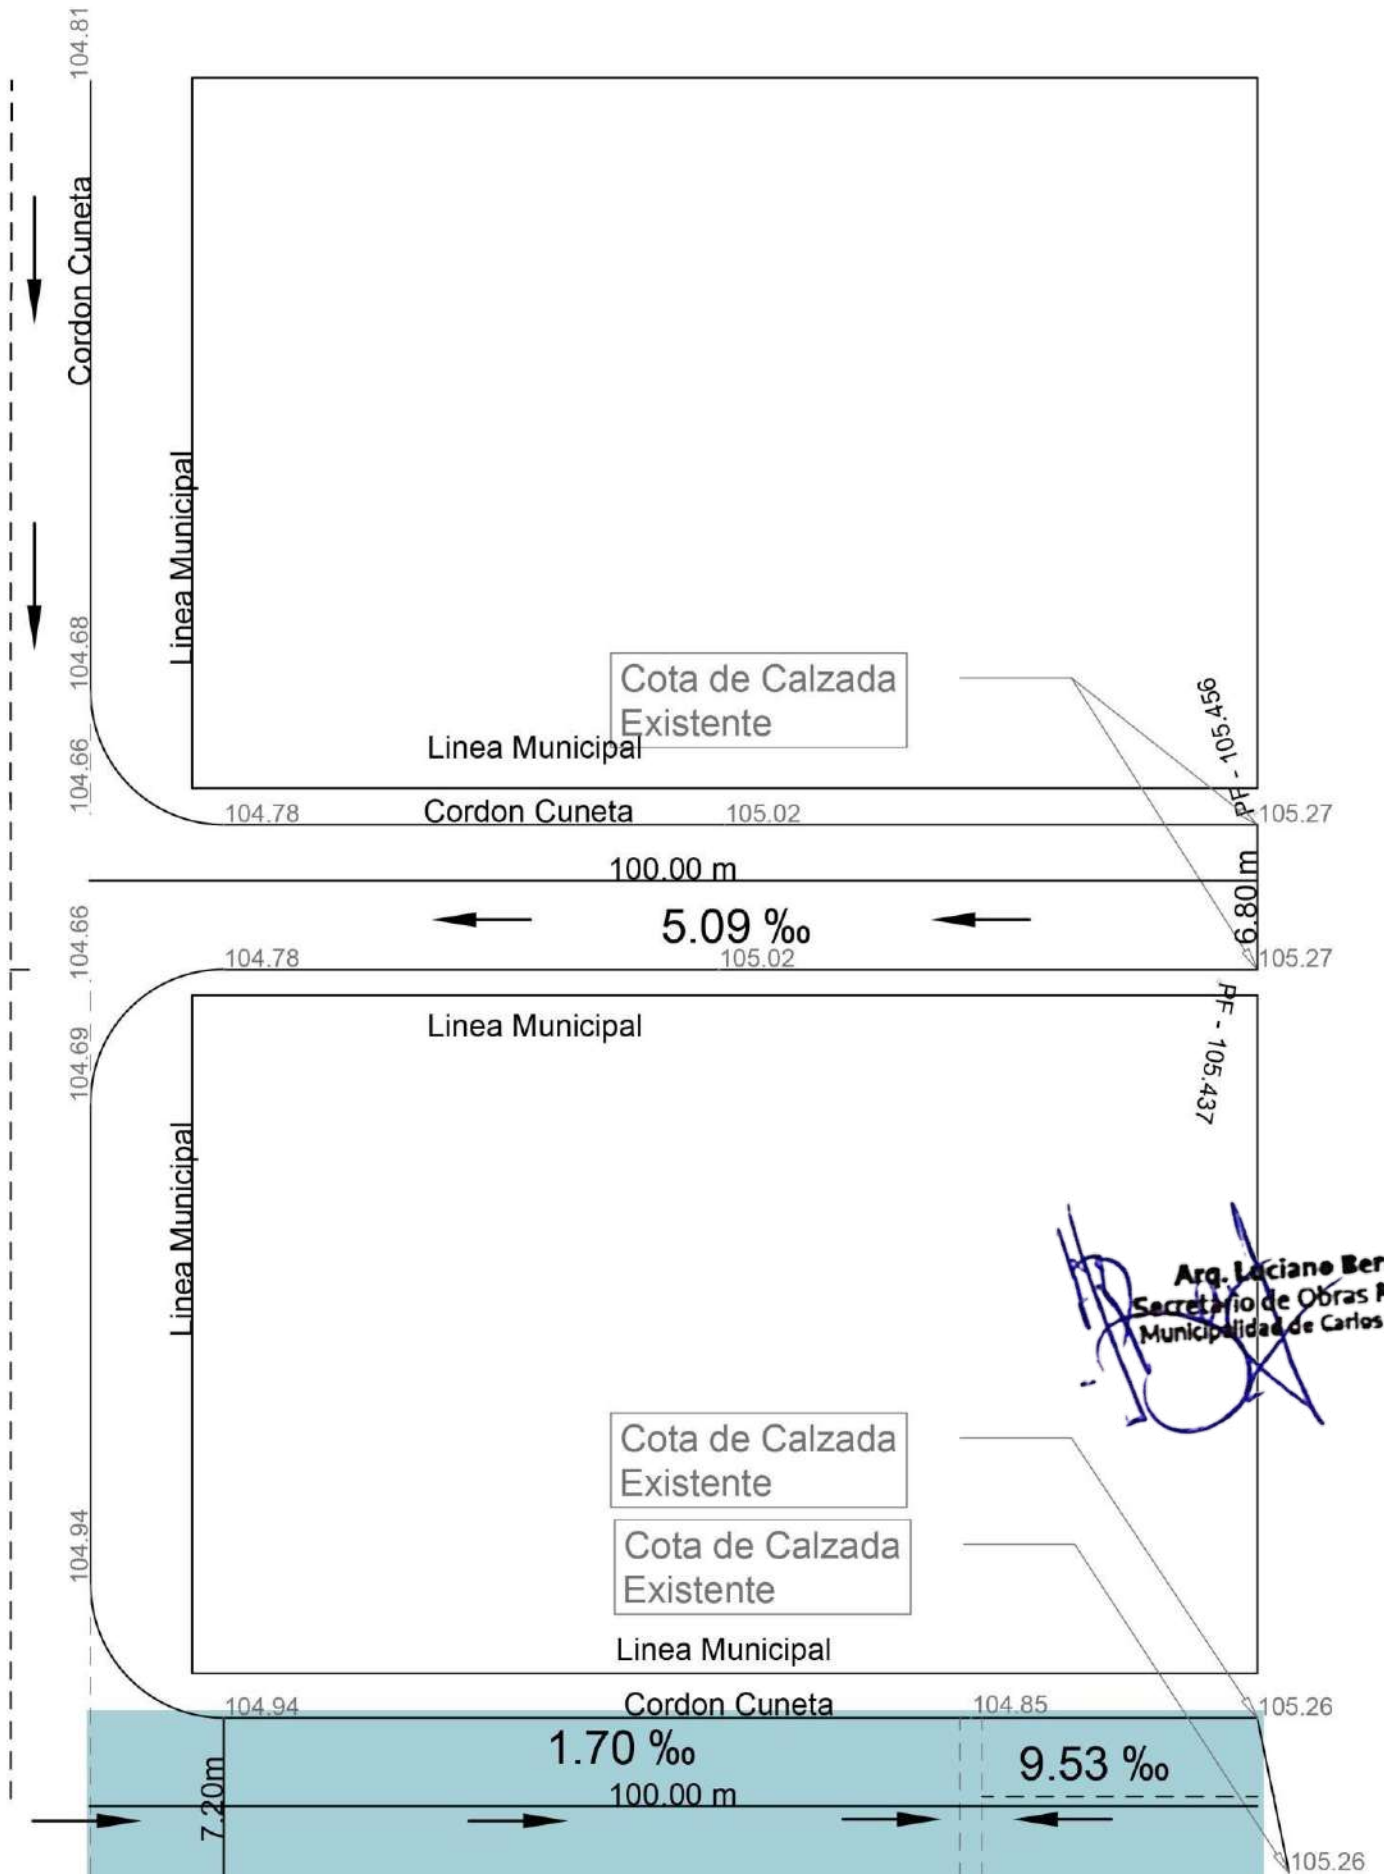 104.81
Cordon Cuneta
Linea Municipal
104.68
Cota de Calzada
Existente
PF - 105.456
Linea Municipal
104.66
104.78
Cordon Cuneta
105.02
105.27
100.00 m
9.80 m
5.09 ‰
104.66
104.78
105.02
105.27
Linea Municipal
PF - 105.437
104.69
Linea Municipal
Arq. Luciano Ber
Secretario de Obras
Municipalidad de Carlos
Cota de Calzada
Existente
104.94
Cota de Calzada
Existente
Linea Municipal
104.94
Cordon Cuneta
104.85
105.26
1.70 ‰
9.53 ‰
7.20m
100.00 m
105.26